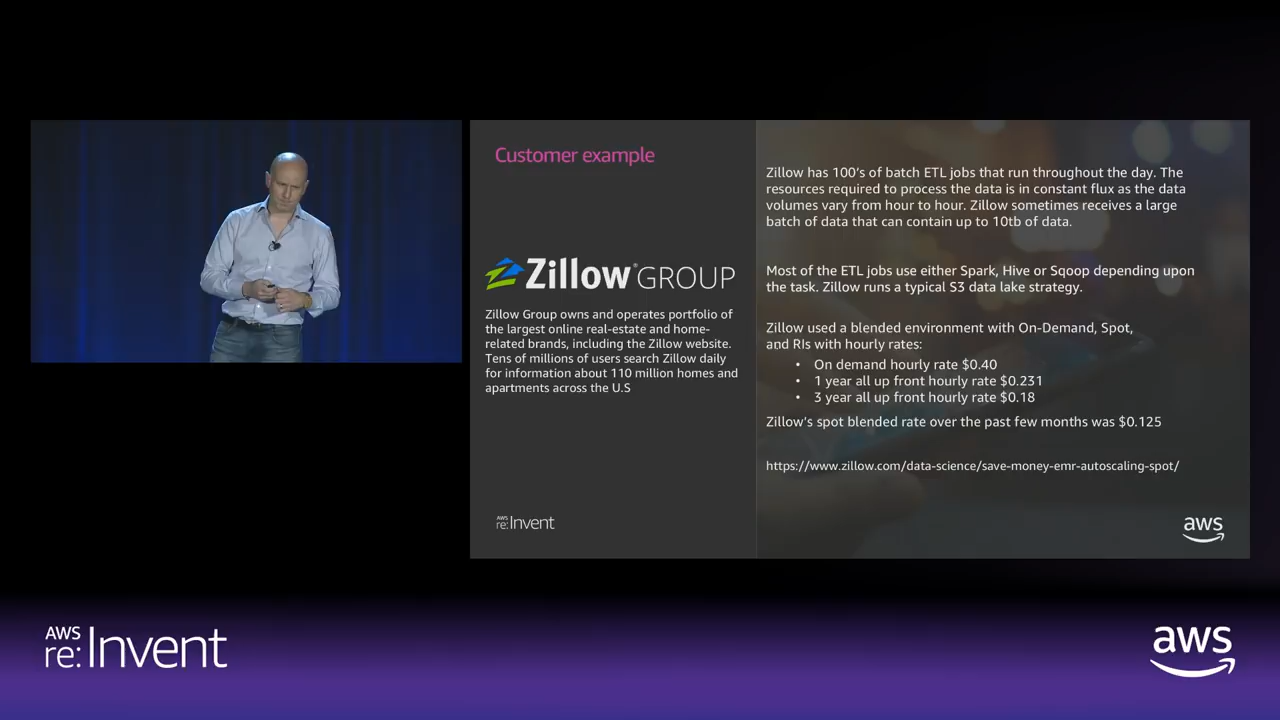 Customer example
Zillow® GROUP
Zillow Group owns and operates portfolio of
the largest online real-estate and home-
related brands, including the Zillow website.
Tens of millions of users search Zillow daily
for information about 110 million homes and
apartments across the U.S
AWS
re:Invent
Zillow has 100's of batch ETL jobs that run throughout the day. The
resources required to process the data is in constant flux as the data
volumes vary from hour to hour. Zillow sometimes receives a large
batch of data that can contain up to 10tb of data.
Most of the ETL jobs use either Spark, Hive or Sqoop depending upon
the task. Zillow runs a typical S3 data lake strategy.
Zillow used a blended environment with On-Demand, Spot,
and RIs with hourly rates:
• On demand hourly rate $0.40
• 1 year all up front hourly rate $0.231
• 3 year all up front hourly rate $0.18
Zillow's spot blended rate over the past few months was $0.125
https://www.zillow.com/data-science/save-money-emr-autoscaling-spot/
aws
AWS
re:Invent
aws